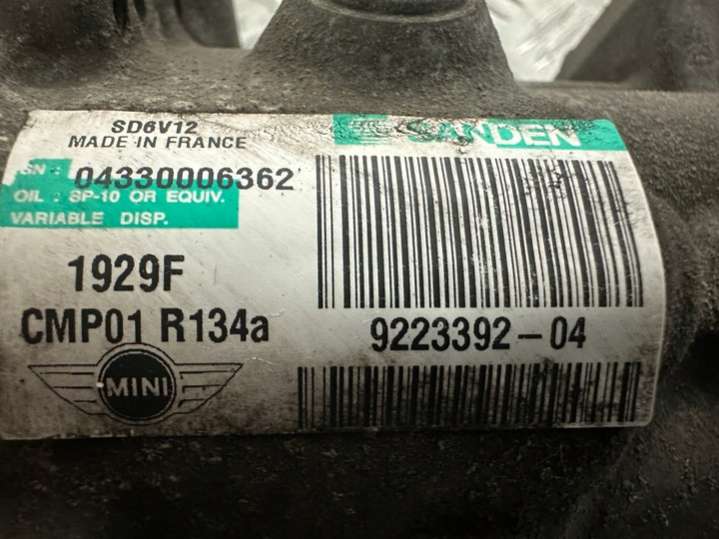 SD6V12
MADE IN FRANCE
SANDEN
SN : 04330006362
OIL : SP-10 OR EQUIV.
VARIABLE DISP.
1929F
CMP01 R134a
9223392-04
MINI